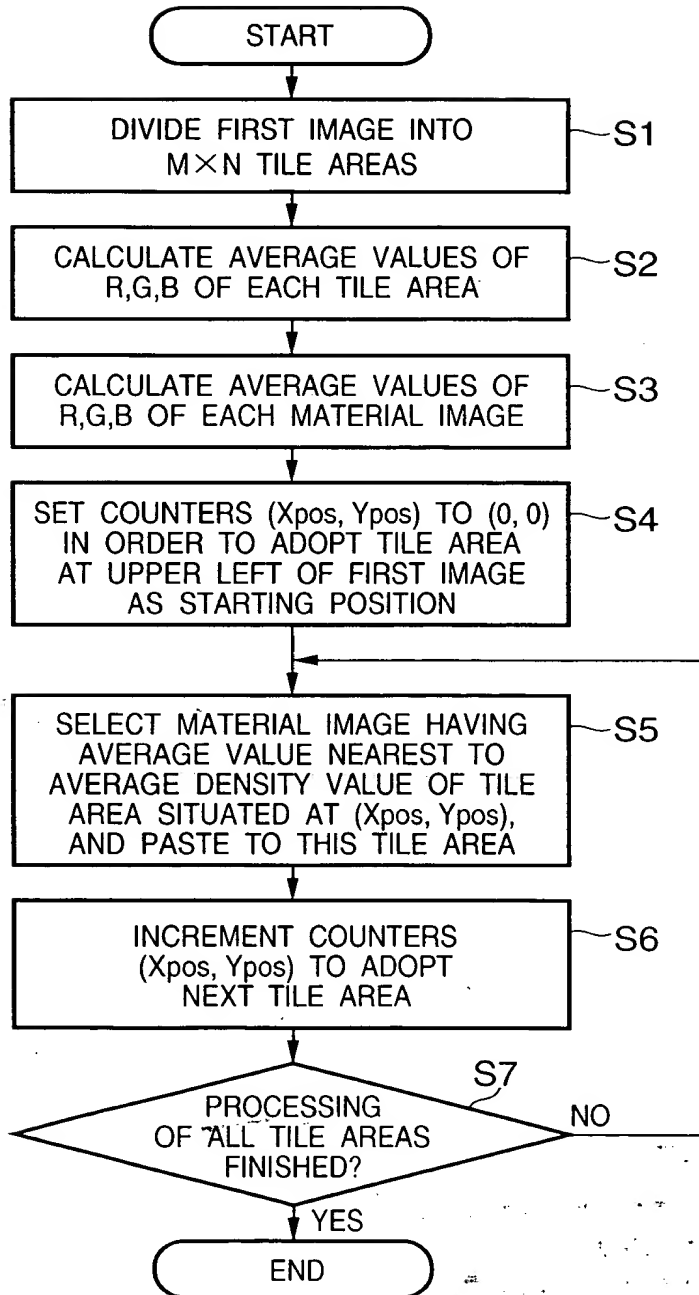 START
DIVIDE FIRST IMAGE INTO
M×N TILE AREAS
S1
CALCULATE AVERAGE VALUES OF
R,G,B OF EACH TILE AREA
S2
CALCULATE AVERAGE VALUES OF
R,G,B OF EACH MATERIAL IMAGE
S3
SET COUNTERS (Xpos, Ypos) TO (0, 0)
IN ORDER TO ADOPT TILE AREA
AT UPPER LEFT OF FIRST IMAGE
AS STARTING POSITION
S4
SELECT MATERIAL IMAGE HAVING
AVERAGE VALUE NEAREST TO
AVERAGE DENSITY VALUE OF TILE
AREA SITUATED AT (Xpos, Ypos),
AND PASTE TO THIS TILE AREA
S5
INCREMENT COUNTERS
(Xpos, Ypos) TO ADOPT
NEXT TILE AREA
S6
S7
PROCESSING
OF ALL TILE AREAS
FINISHED?
NO
YES
END